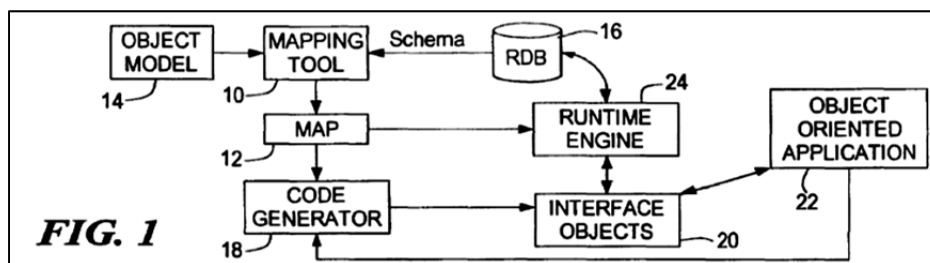 OBJECT
MODEL
14
MAPPING
TOOL
10
Schema
16
RDB
24
MAP
12
RUNTIME
ENGINE
OBJECT
ORIENTED
APPLICATION
22
CODE
GENERATOR
18
INTERFACE
OBJECTS
20
FIG. 1